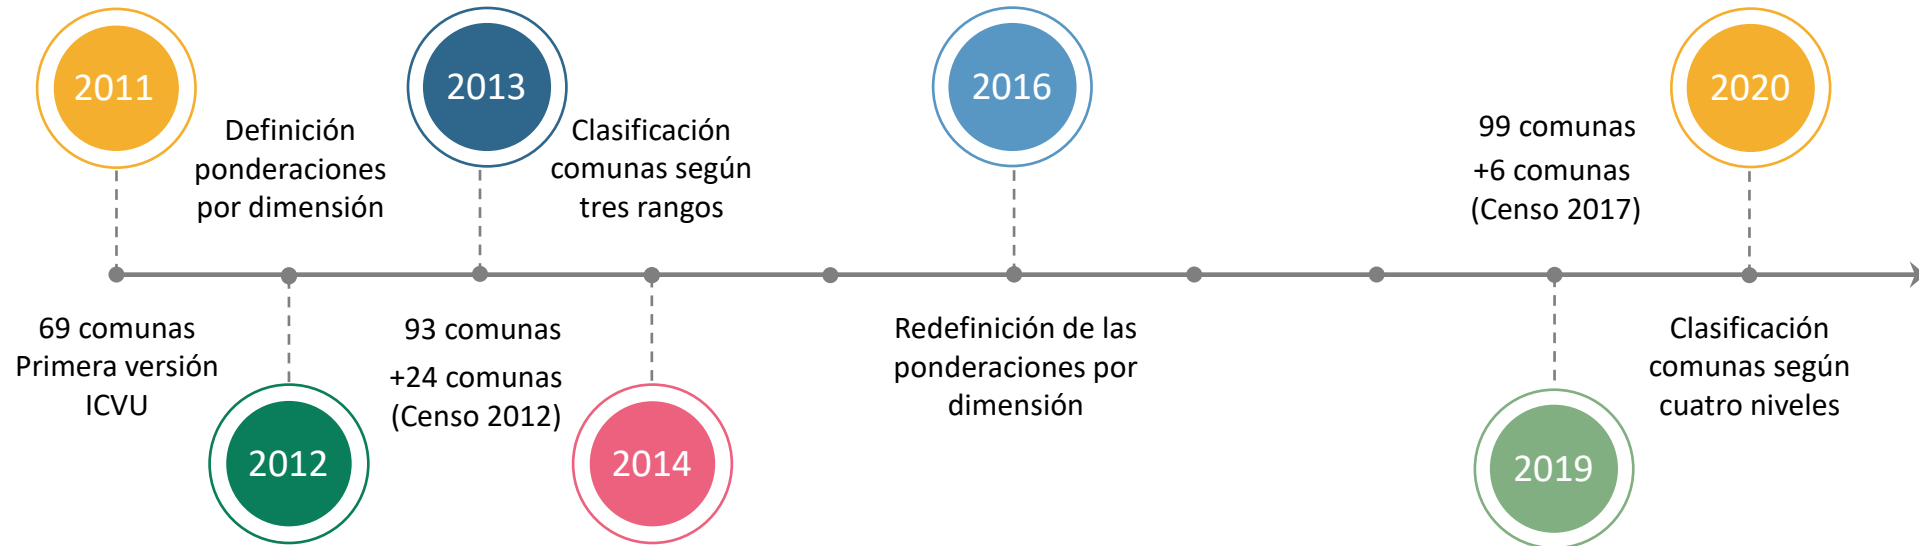 2011
69 comunas
Primera versión
ICVU
Definición
ponderaciones
por dimensión
2012
2013
93 comunas
+24 comunas
(Censo 2012)
Clasificación
comunas según
tres rangos
2014
2016
Redefinición de las
ponderaciones por
dimensión
99 comunas
+6 comunas
(Censo 2017)
2019
2020
Clasificación
comunas según
cuatro niveles